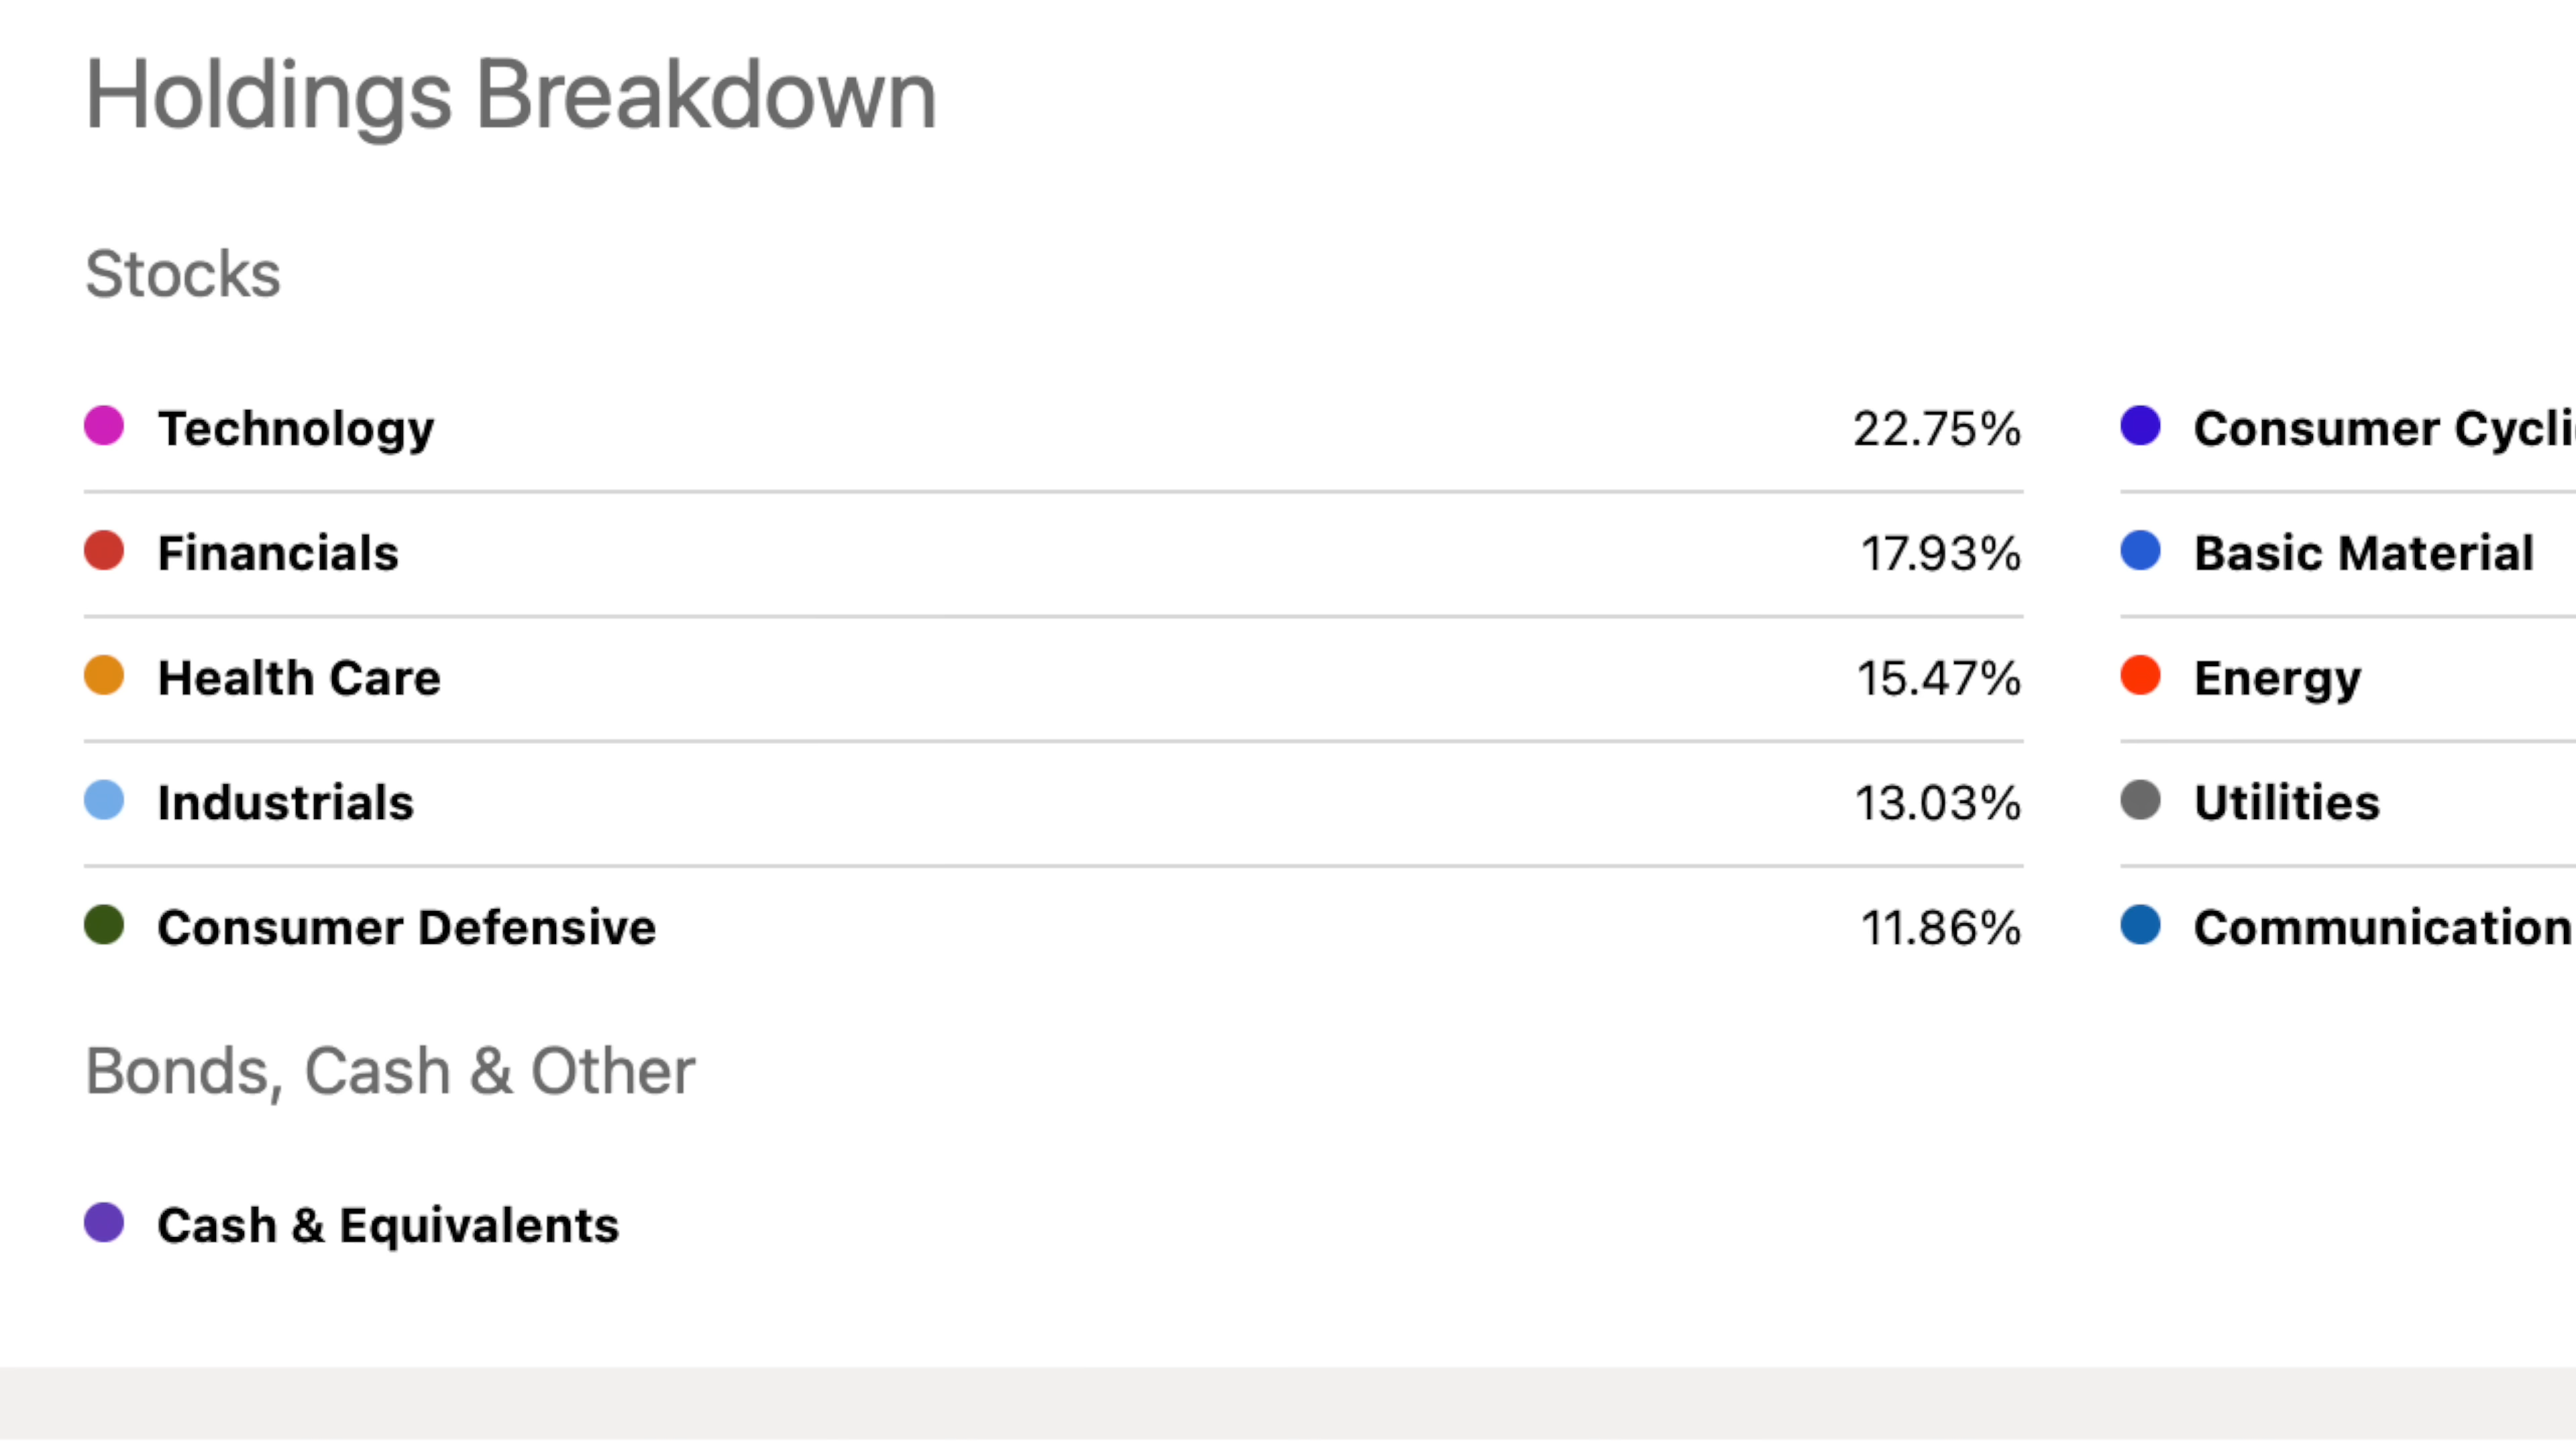 Holdings Breakdown
Stocks
Technology 22.75%
Financials 17.93%
Health Care 15.47%
Industrials 13.03%
Consumer Defensive 11.86%
Consumer
Basic Material
Energy
Utilities
Communication
Bonds, Cash & Other
Cash & Equivalents